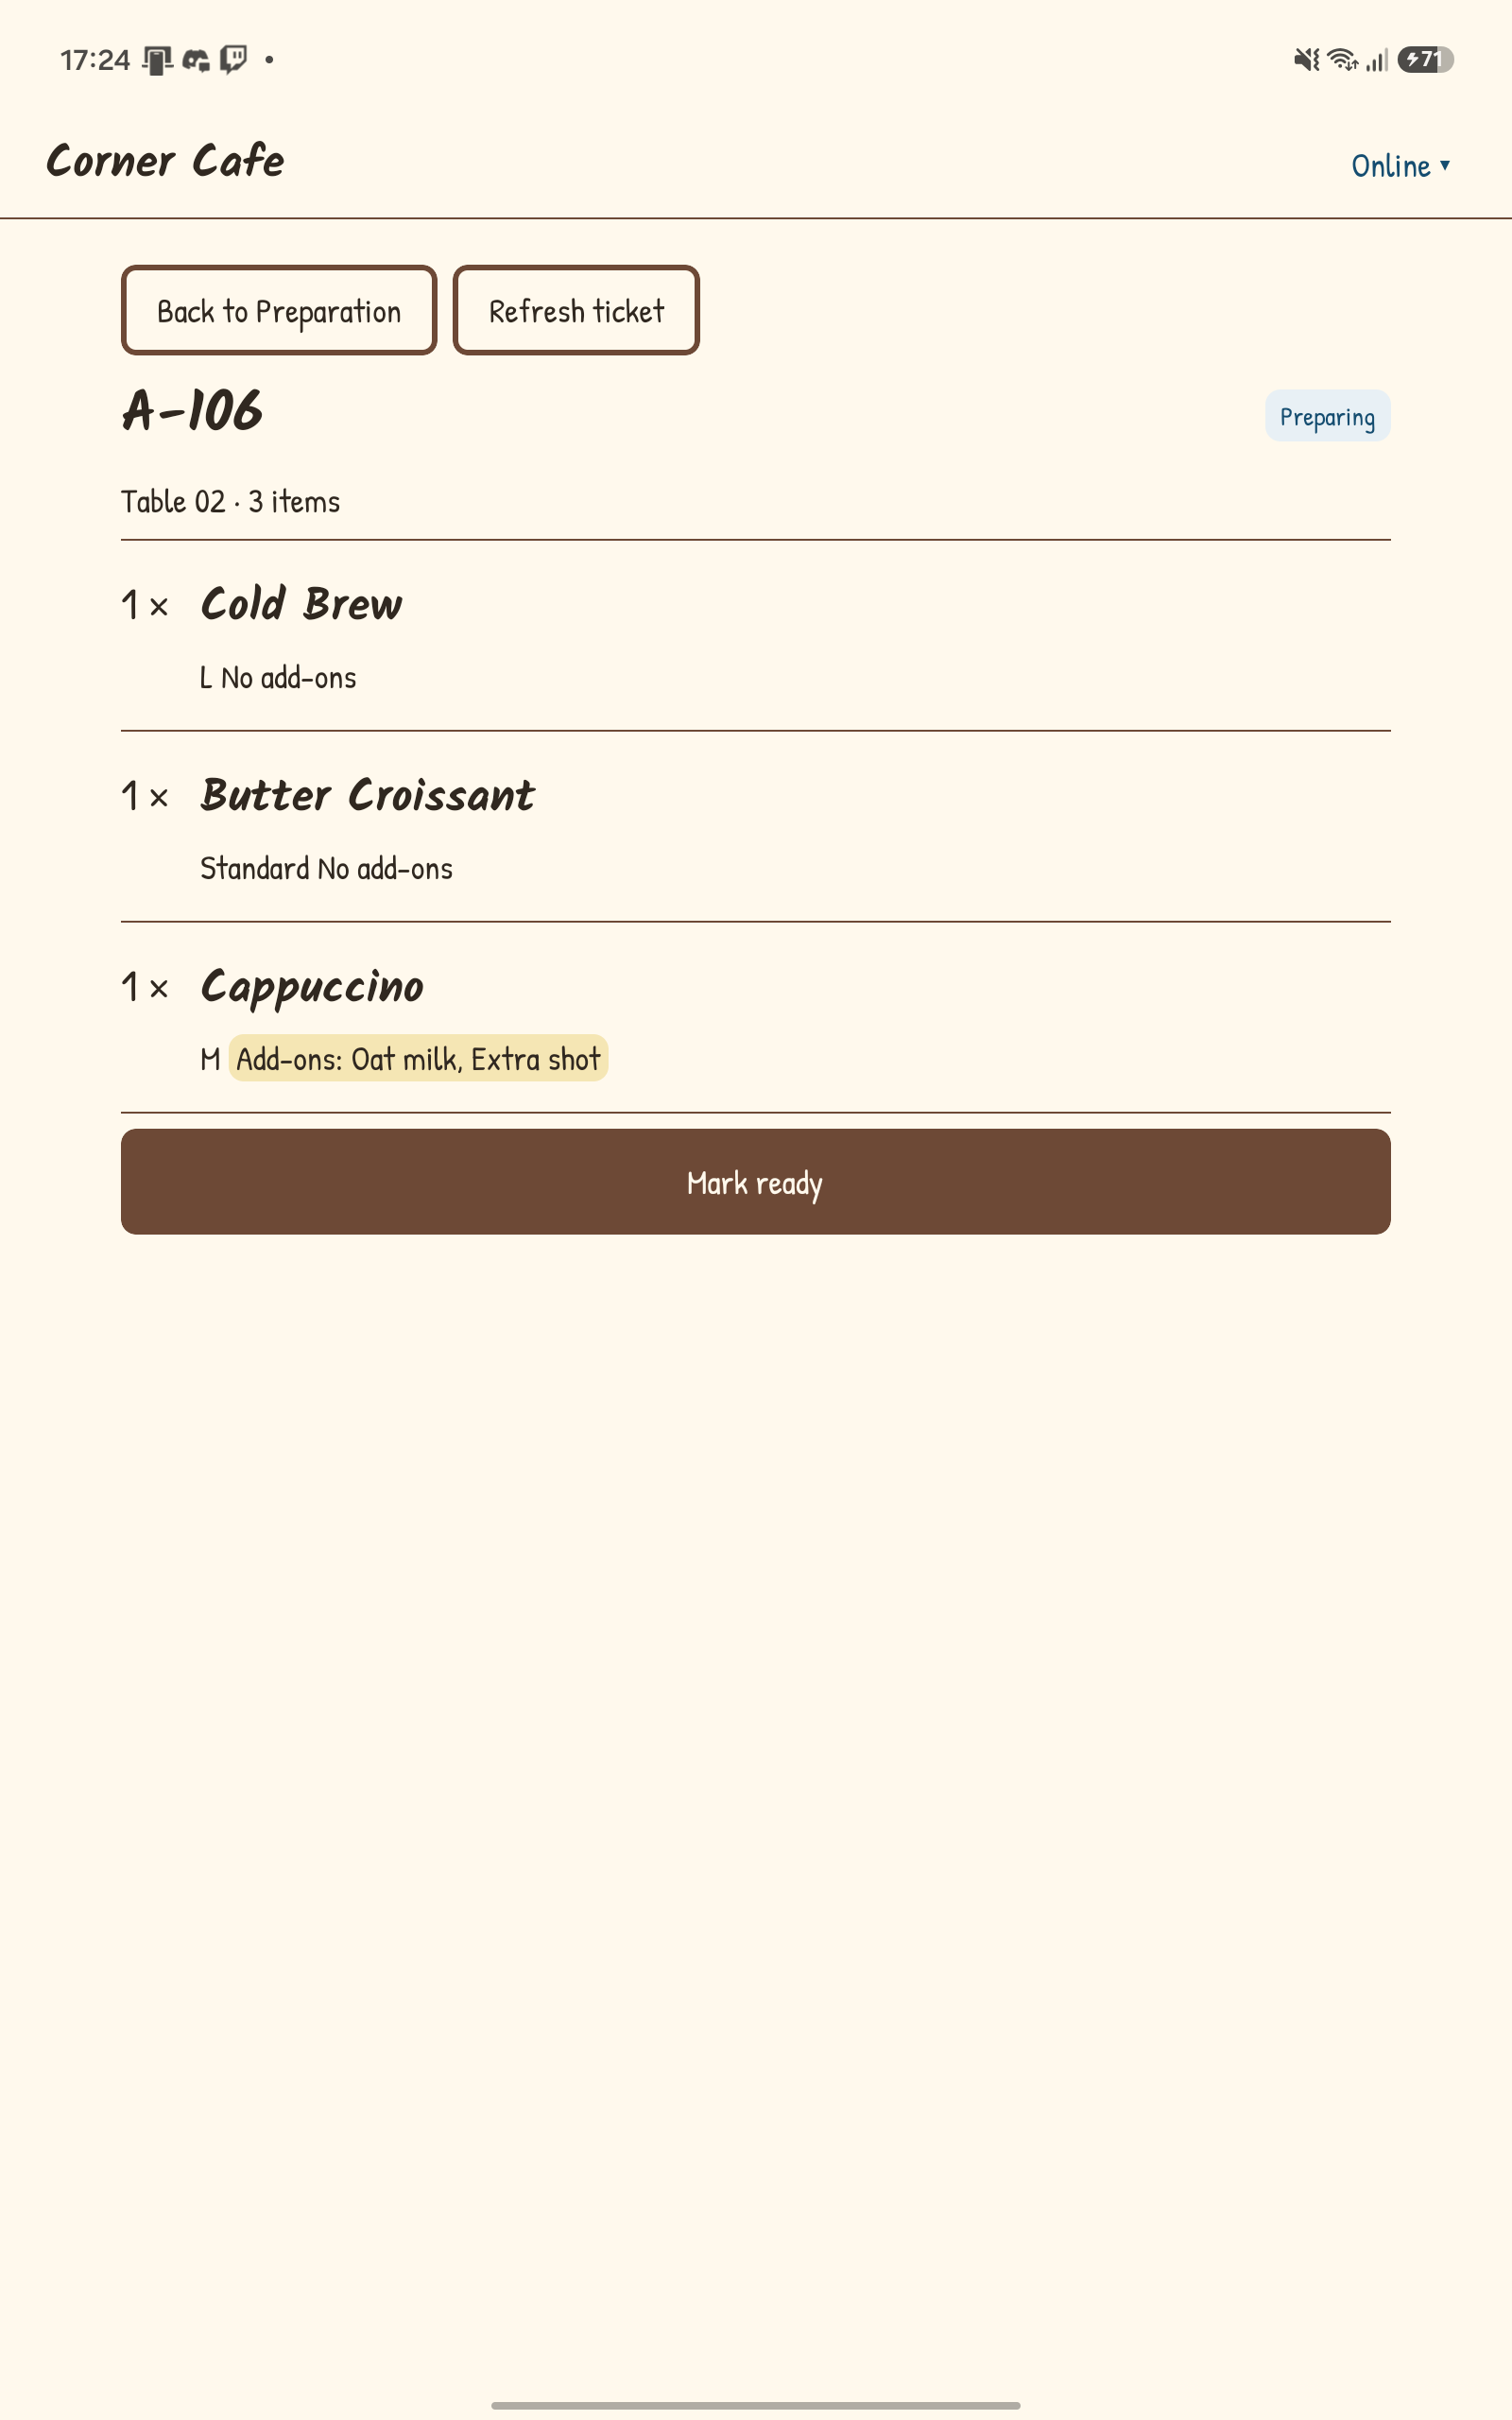 17:24
71
Corner Cafe
Online ▾
Back to Preparation
Refresh ticket
A-106
Preparing
Table 02 · 3 items
1 × Cold Brew
L No add-ons
1 × Butter Croissant
Standard No add-ons
1 × Cappuccino
M Add-ons: Oat milk, Extra shot
Mark ready